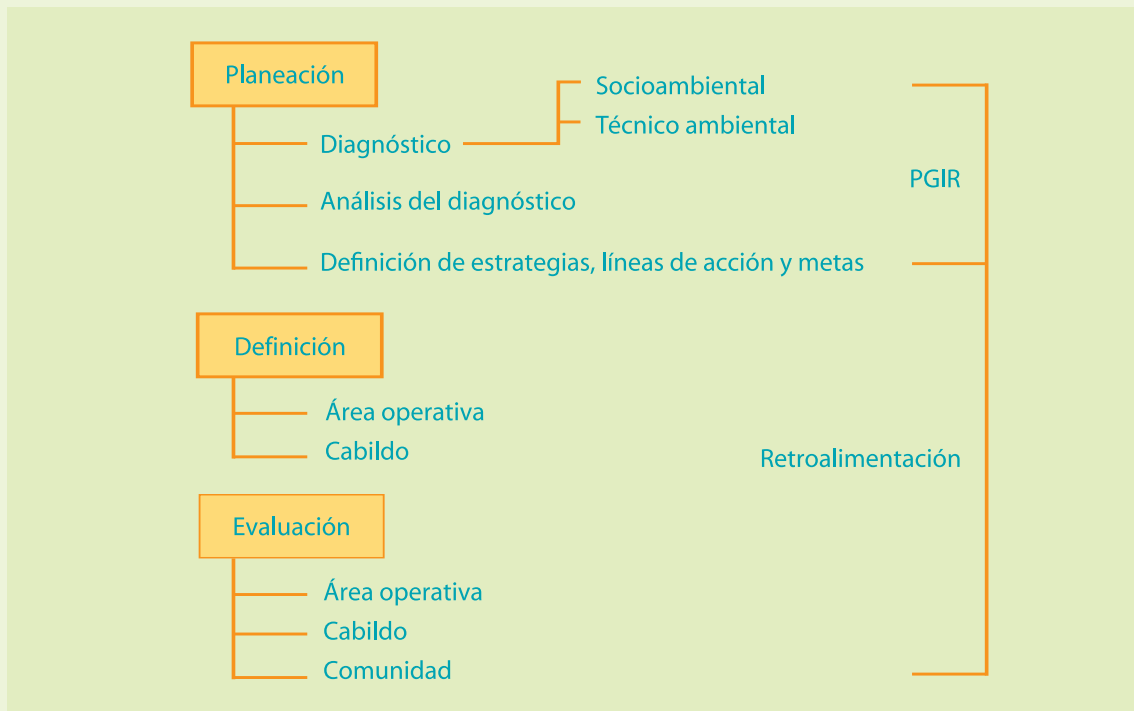 Planeación
Socioambiental
Técnico ambiental
Diagnóstico
PGIR
Análisis del diagnóstico
Definición de estrategias, líneas de acción y metas
Definición
Área operativa
Cabildo
Retroalimentación
Evaluación
Área operativa
Cabildo
Comunidad